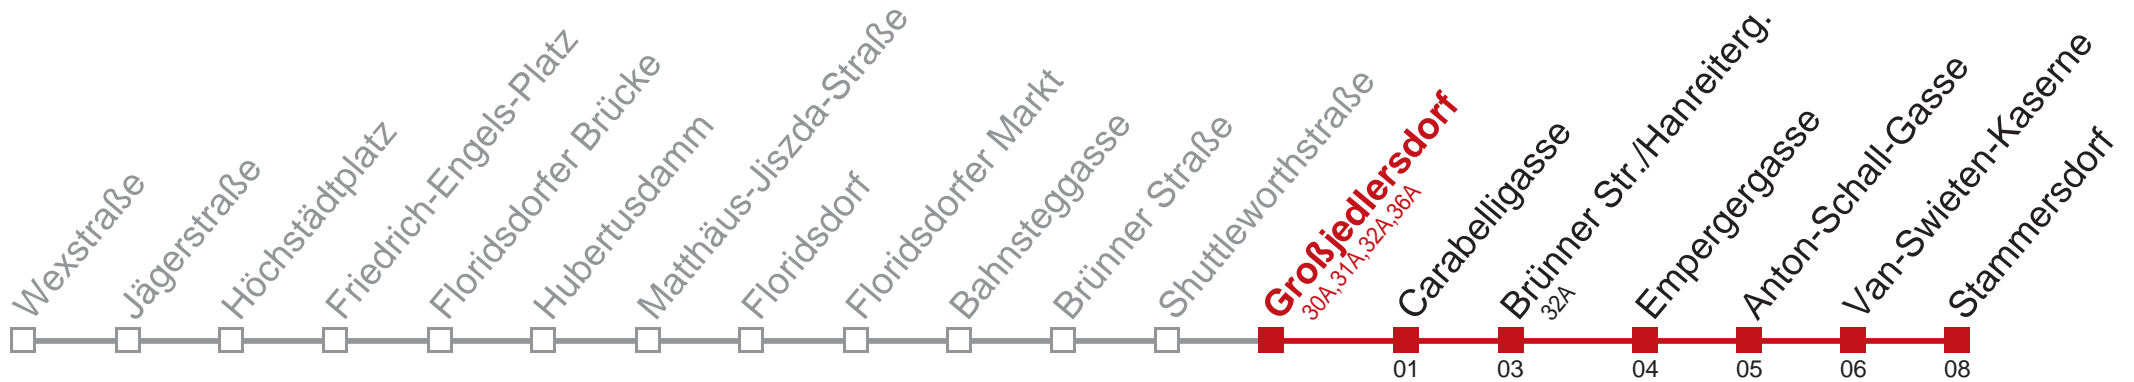 Wexstraße
Jägerstraße
Höchstädtplatz
Friedrich-Engels-Platz
Floridsdorfer Brücke
Hubertusdamm
Matthäus-Jiszda-Straße
Floridsdorf
Floridsdorfer Markt
Bahnsteggasse
Brünner Straße
Shuttleworthstraße
Großjedlersdorf
30A,31A,32A,36A
Carabelligasse
Brünner Str./Hanreiterg.
32A
Empergergasse
Anton-Schall-Gasse
Van-Swieten-Kaserne
Stammersdorf
01
03
04
05
06
08